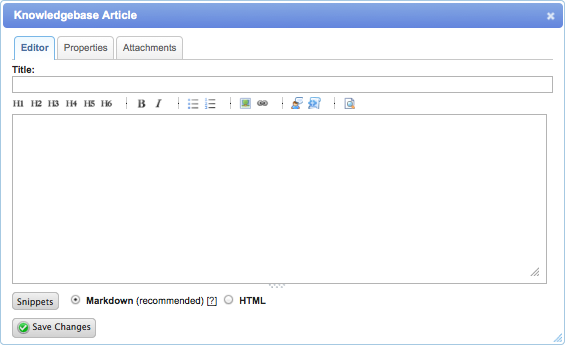 Knowledgebase Article
Editor Properties Attachments
Title:
H1 H2 H3 H4 H5 H6 B I
Snippets Markdown (recommended) [?] HTML
Save Changes